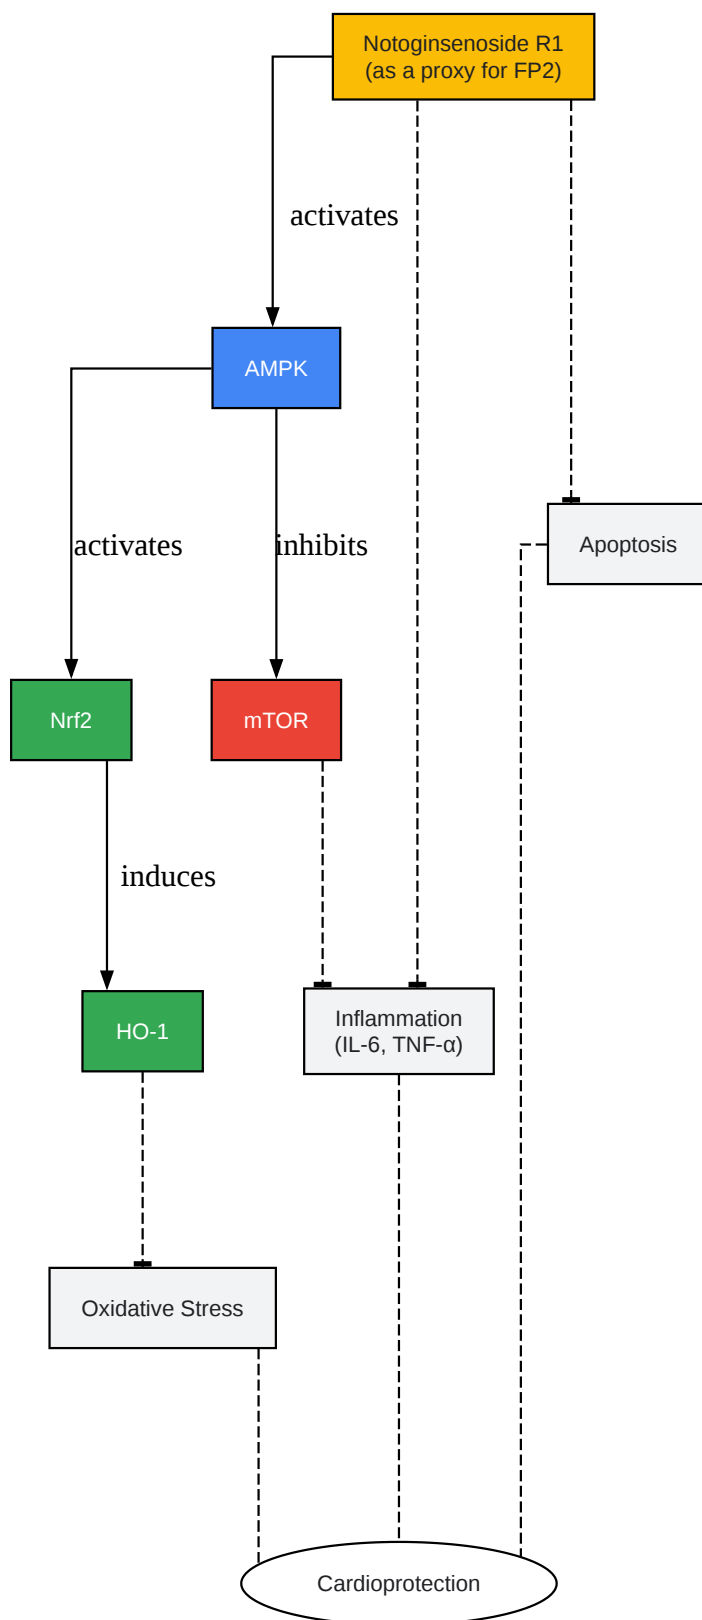 Notoginsenoside R1
(as a proxy for FP2)
activates
AMPK
activates
inhibits
Apoptosis
Nrf2
mTOR
induces
HO-1
Inflammation
(IL-6, TNF-α)
Oxidative Stress
Cardioprotection